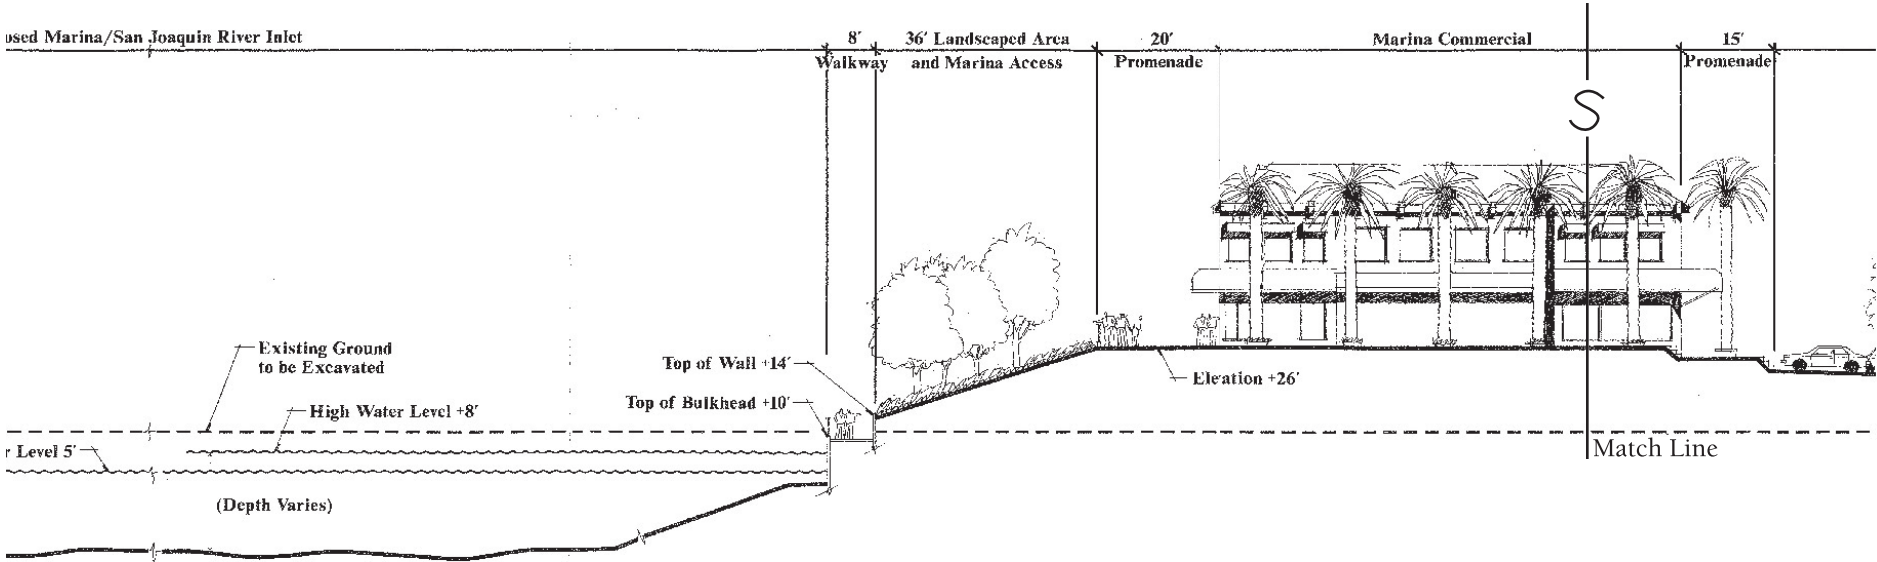 osed Marina/San Joaquin River Inlet
8'
Walkway
36' Landscaped Area
and Marina Access
20'
Promenade
Marina Commercial
15'
Promenade
S
Existing Ground
to be Excavated
Top of Wall +14'
Elevation +26'
Top of Bulkhead +10'
High Water Level +8'
r Level 5'
Match Line
(Depth Varies)